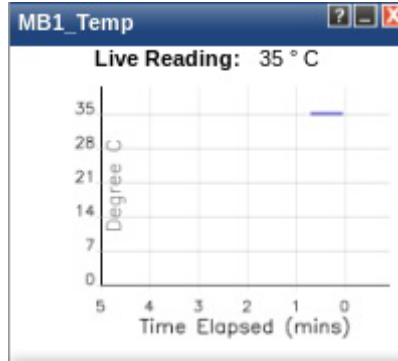 MB1_Temp ? _ X
Live Reading: 35 ° C
35
28
21
14
7
0
Degree C
5 4 3 2 1 0
Time Elapsed (mins)